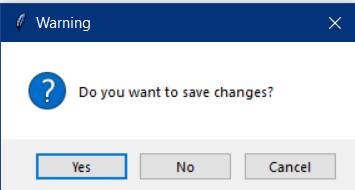 Warning
Do you want to save changes?
Yes
No
Cancel